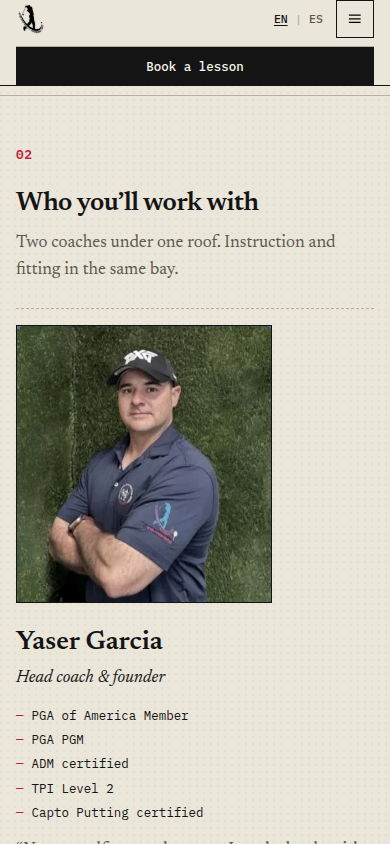 EN | ES
Book a lesson
02
Who you’ll work with
Two coaches under one roof. Instruction and
fitting in the same bay.
PXG
Yaser Garcia
Head coach & founder
— PGA of America Member
— PGA PGM
— ADM certified
— TPI Level 2
— Capto Putting certified